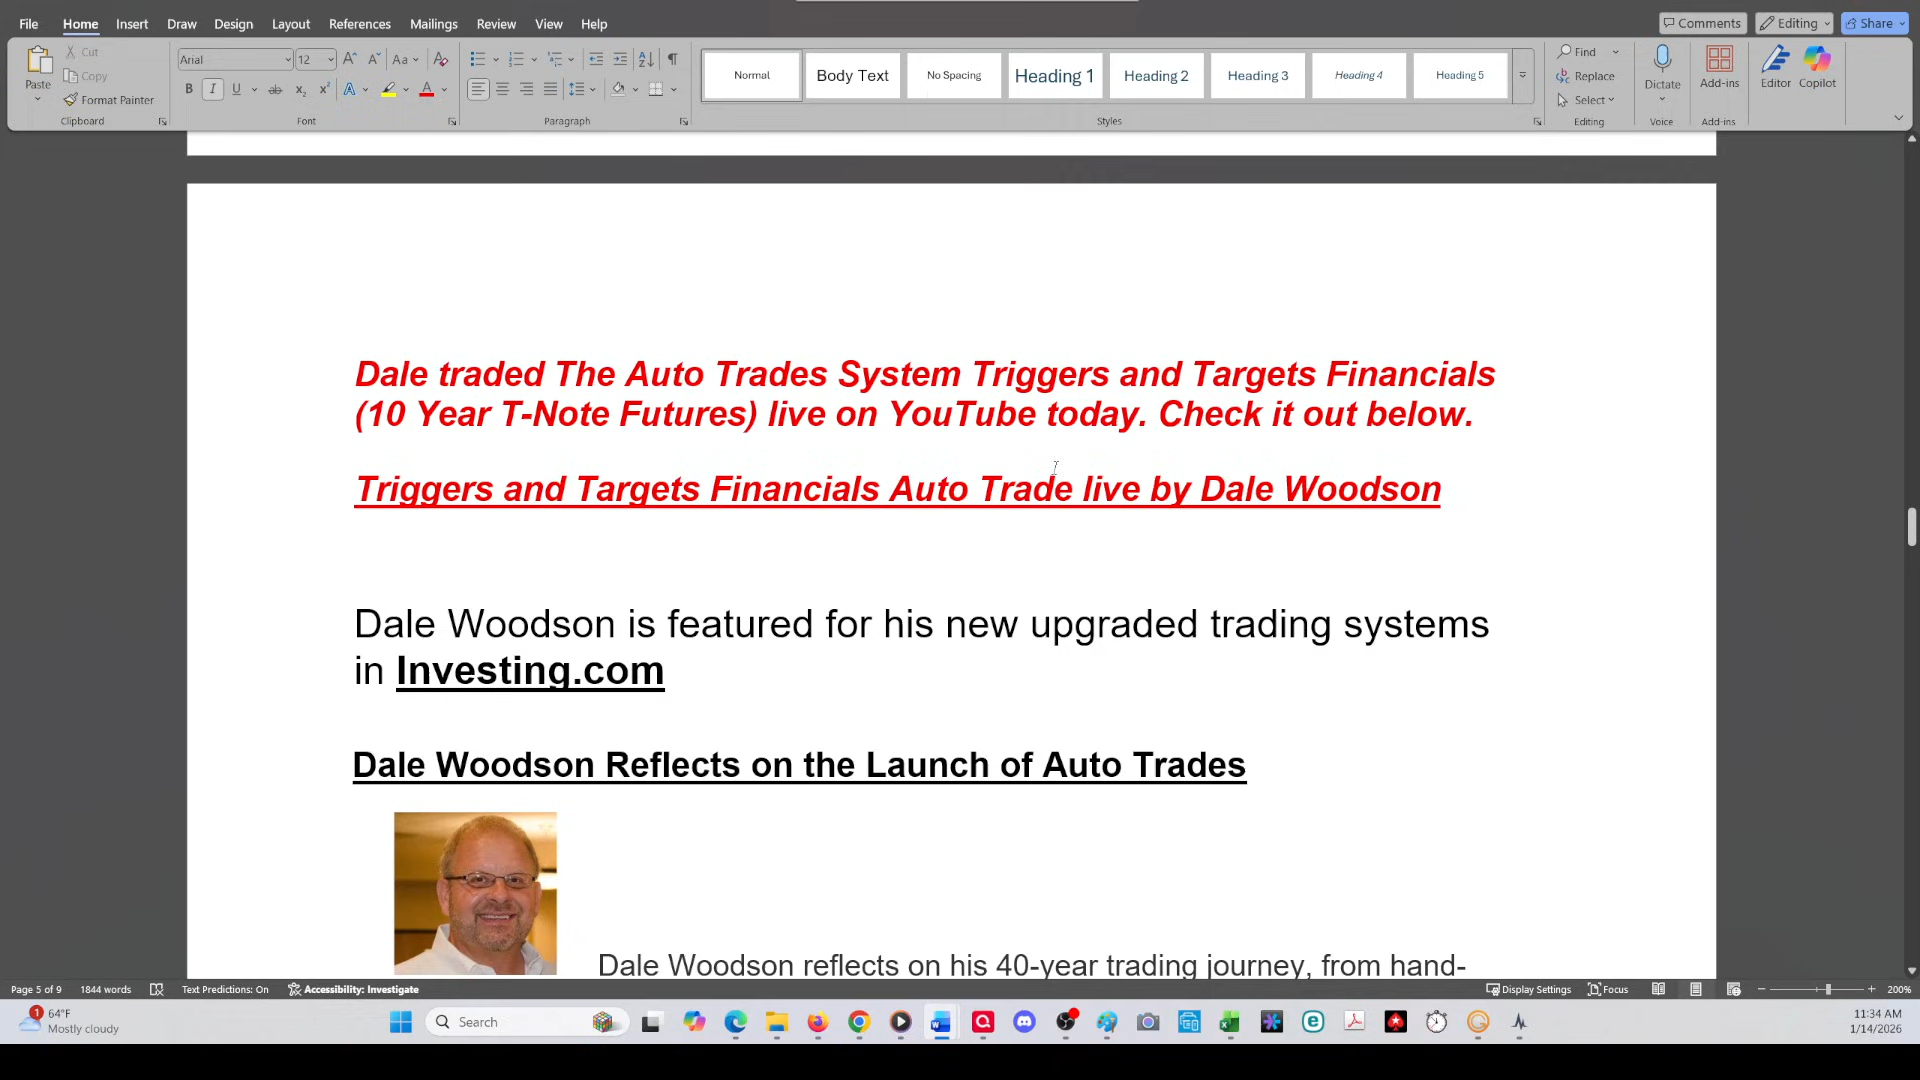 File Home Insert Draw Design Layout References Mailings Review View Help
Comments Editing Share
Paste Cut Copy Format Painter
Arial 12 Aa
Normal Body Text No Spacing Heading 1 Heading 2 Heading 3 Heading 4 Heading 5
Find Replace Select
Dictate Add-ins Editor Copilot
Clipboard Font Paragraph Styles Editing Voice Add-ins
Dale traded The Auto Trades System Triggers and Targets Financials
(10 Year T-Note Futures) live on YouTube today. Check it out below.
Triggers and Targets Financials Auto Trade live by Dale Woodson
Dale Woodson is featured for his new upgraded trading systems
in Investing.com
Dale Woodson Reflects on the Launch of Auto Trades
Dale Woodson reflects on his 40-year trading journey, from hand-
Page 5 of 9 1844 words Text Predictions: On Accessibility: Investigate Display Settings Focus 200%
1 64°F
Mostly cloudy
Search
11:34 AM
1/14/2026